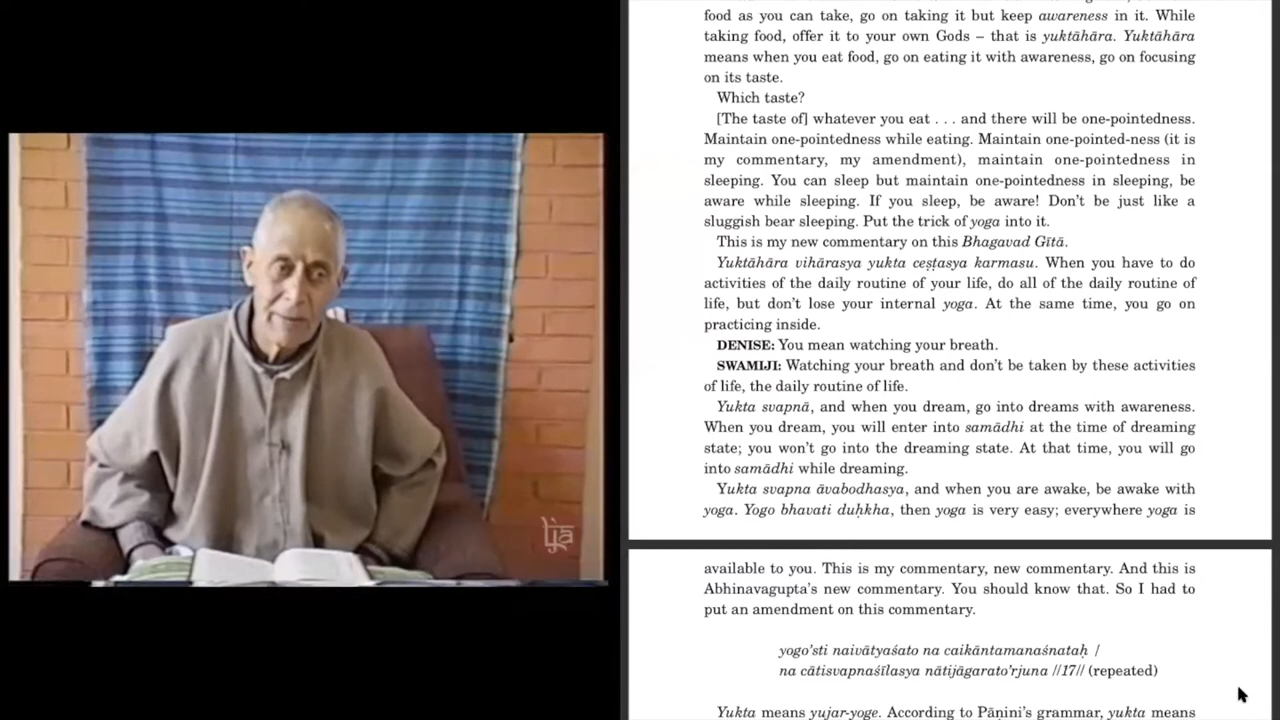 food as you can take, go on taking it but keep awareness in it. While
taking food, offer it to your own Gods – that is yuktāhāra. Yuktāhāra
means when you eat food, go on eating it with awareness, go on focusing
on its taste.
Which taste?
[The taste of] whatever you eat . . . and there will be one-pointedness.
Maintain one-pointedness while eating. Maintain one-pointed-ness (it is
my commentary, my amendment), maintain one-pointedness in
sleeping. You can sleep but maintain one-pointedness in sleeping, be
aware while sleeping. If you sleep, be aware! Don't be just like a
sluggish bear sleeping. Put the trick of yoga into it.
This is my new commentary on this Bhagavad Gītā.
Yuktāhāra vihārasya yukta ceṣṭasya karmasu. When you have to do
activities of the daily routine of your life, do all of the daily routine of
life, but don't lose your internal yoga. At the same time, you go on
practicing inside.
DENISE: You mean watching your breath.
SWAMIJI: Watching your breath and don't be taken by these activities
of life, the daily routine of life.
Yukta svapnā, and when you dream, go into dreams with awareness.
When you dream, you will enter into samādhi at the time of dreaming
state; you won't go into the dreaming state. At that time, you will go
into samādhi while dreaming.
Yukta svapna āvabodhasya, and when you are awake, be awake with
yoga. Yogo bhavati duḥkha, then yoga is very easy; everywhere yoga is
available to you. This is my commentary, new commentary. And this is
Abhinavagupta's new commentary. You should know that. So I had to
put an amendment on this commentary.
yogo'sti naivātyaśato na caikāntamanaśnataḥ /
na cātisvapnaśīlasya nātijāgarato'rjuna //17// (repeated)
Yukta means yujar-yoge. According to Pāṇini's grammar, yukta means
lja